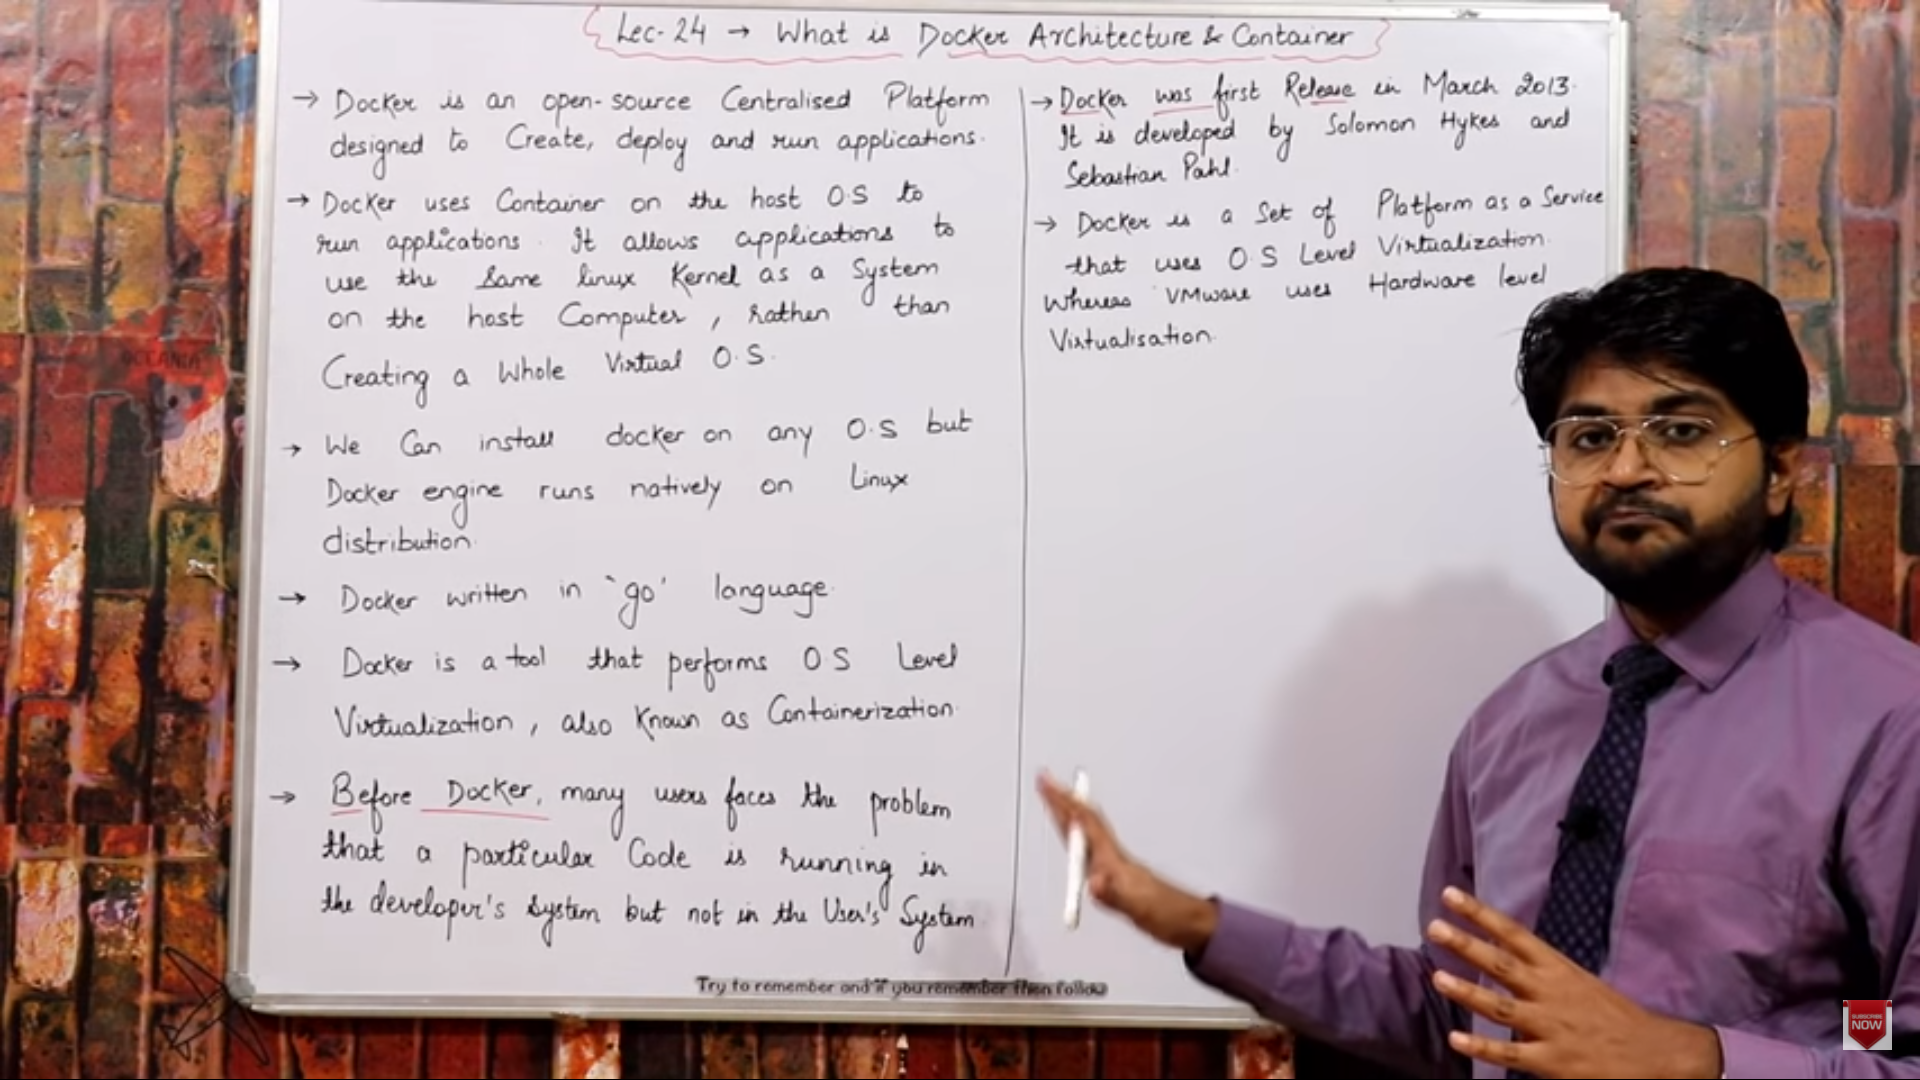 Lec-24 → What is Docker Architecture & Container
→ Docker is an open-source Centralised Platform
designed to Create, deploy and run applications.
→ Docker uses Container on the host O.S to
run applications. It allows applications to
use the same linux Kernel as a System
on the host Computer, rather than
Creating a Whole Virtual O.S.
→ We Can install docker on any O.S but
Docker engine runs natively on Linux
distribution.
→ Docker written in 'go' language.
→ Docker is a tool that performs O.S Level
Virtualization, also known as Containerization.
→ Before Docker, many users faces the problem
that a particular Code is running in
the developer's system but not in the User's System.
→ Docker was first Release in March 2013.
It is developed by Solomon Hykes and
Sebastian Pahl.
→ Docker is a Set of Platform as a Service
that uses O.S Level Virtualization
Whereas VMware uses Hardware level
Virtualisation.
Try to remember and if you remember then follow
SUBSCRIBE
NOW